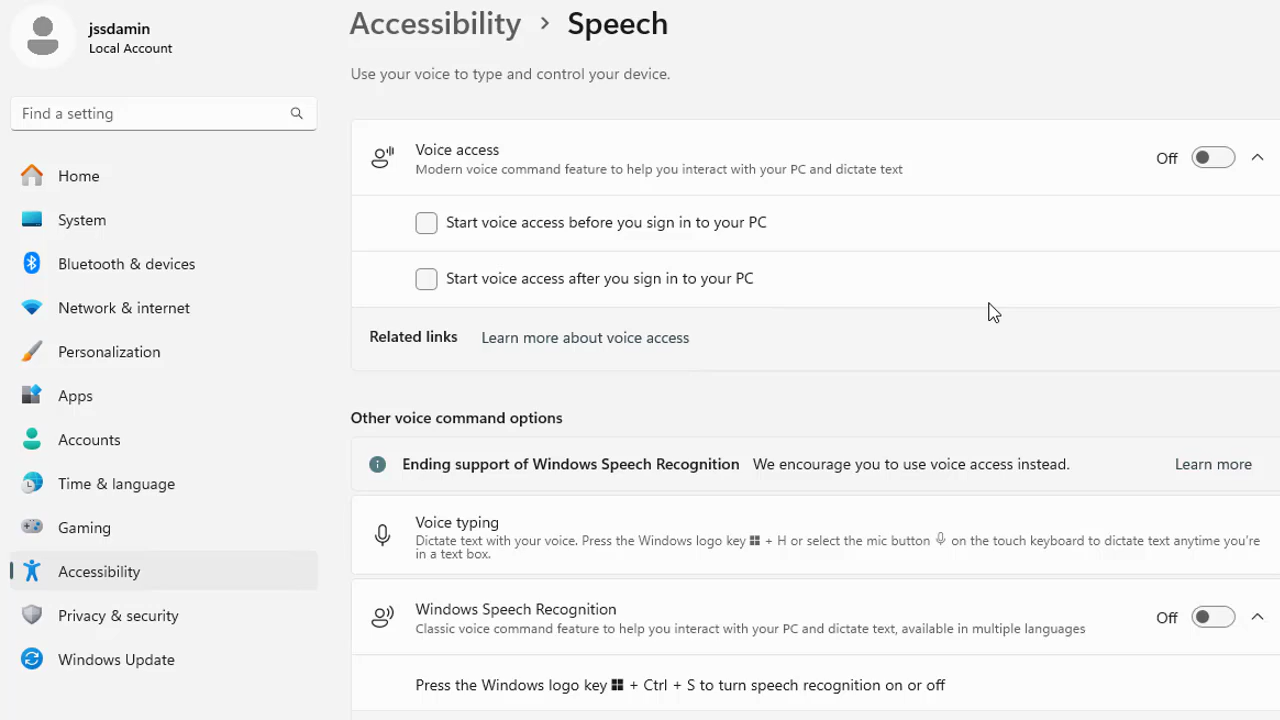 jssdamin
Local Account
Find a setting
Home
System
Bluetooth & devices
Network & internet
Personalization
Apps
Accounts
Time & language
Gaming
Accessibility
Privacy & security
Windows Update
Accessibility > Speech
Use your voice to type and control your device.
Voice access
Modern voice command feature to help you interact with your PC and dictate text
Off
Start voice access before you sign in to your PC
Start voice access after you sign in to your PC
Related links Learn more about voice access
Other voice command options
Ending support of Windows Speech Recognition We encourage you to use voice access instead. Learn more
Voice typing
Dictate text with your voice. Press the Windows logo key + H or select the mic button on the touch keyboard to dictate text anytime you're
in a text box.
Windows Speech Recognition
Classic voice command feature to help you interact with your PC and dictate text, available in multiple languages
Off
Press the Windows logo key + Ctrl + S to turn speech recognition on or off